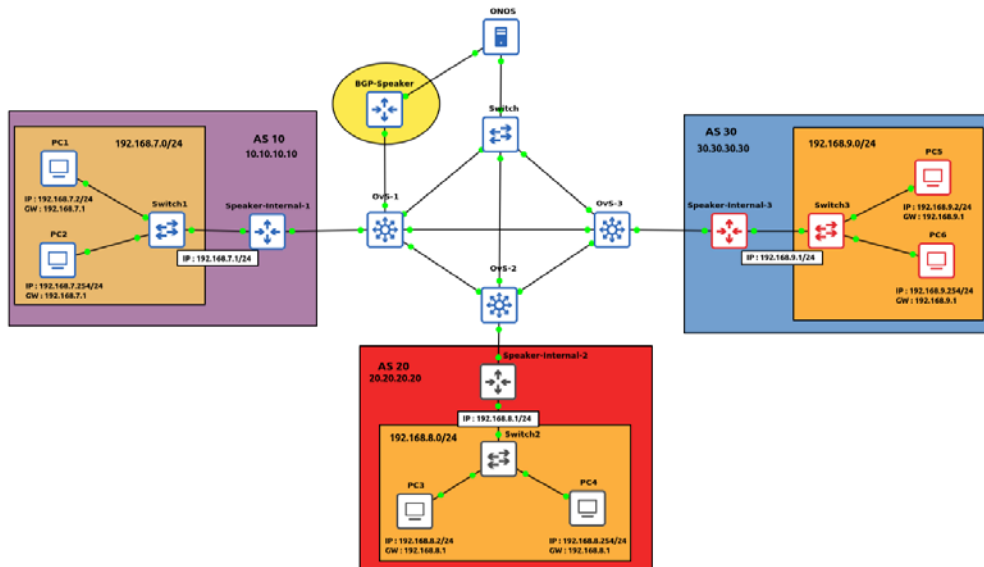 ONOS
BGP-Speaker
Switch
AS 10
10.10.10.10
192.168.7.0/24
PC1
IP : 192.168.7.2/24
GW : 192.168.7.1
Switch1
Speaker-Internal-1
PC2
IP : 192.168.7.254/24
GW : 192.168.7.1
IP : 192.168.7.1/24
OvS-1
OvS-3
OvS-2
AS 30
30.30.30.30
192.168.9.0/24
PC5
IP : 192.168.9.2/24
GW : 192.168.9.1
Speaker-Internal-3
Switch3
PC6
IP : 192.168.9.254/24
GW : 192.168.9.1
IP : 192.168.9.1/24
AS 20
20.20.20.20
Speaker-Internal-2
IP : 192.168.8.1/24
192.168.8.0/24
Switch2
PC3
IP : 192.168.8.2/24
GW : 192.168.8.1
PC4
IP : 192.168.8.254/24
GW : 192.168.8.1